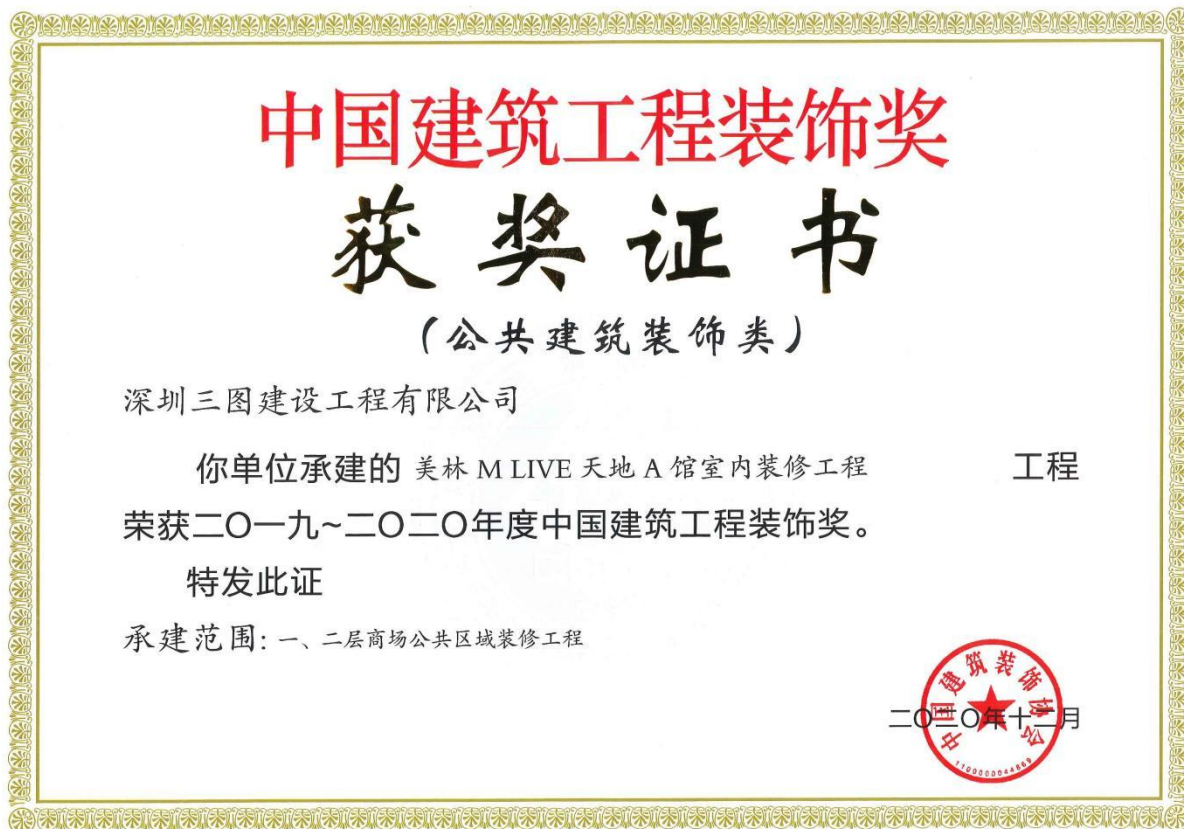 中国建筑工程装饰奖
获奖证书
(公共建筑装饰类)
深圳三图建设工程有限公司
你单位承建的 美林 M LIVE 天地 A 馆室内装修工程 工程
荣获二〇一九~二〇二〇年度中国建筑工程装饰奖。
特发此证
承建范围: 一、二层商场公共区域装修工程
中国建筑装饰协会
二〇二〇年十二月
1100000044669